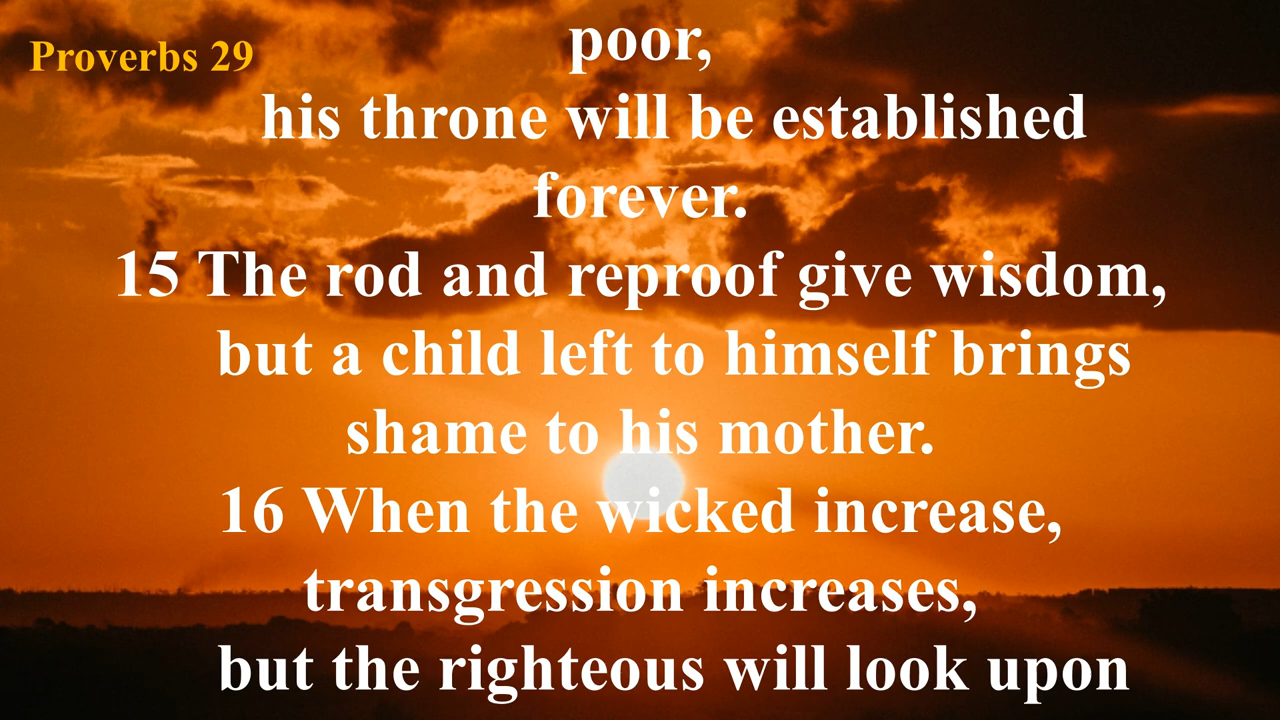 Proverbs 29
poor,
his throne will be established
forever.
15 The rod and reproof give wisdom,
but a child left to himself brings
shame to his mother.
16 When the wicked increase,
transgression increases,
but the righteous will look upon